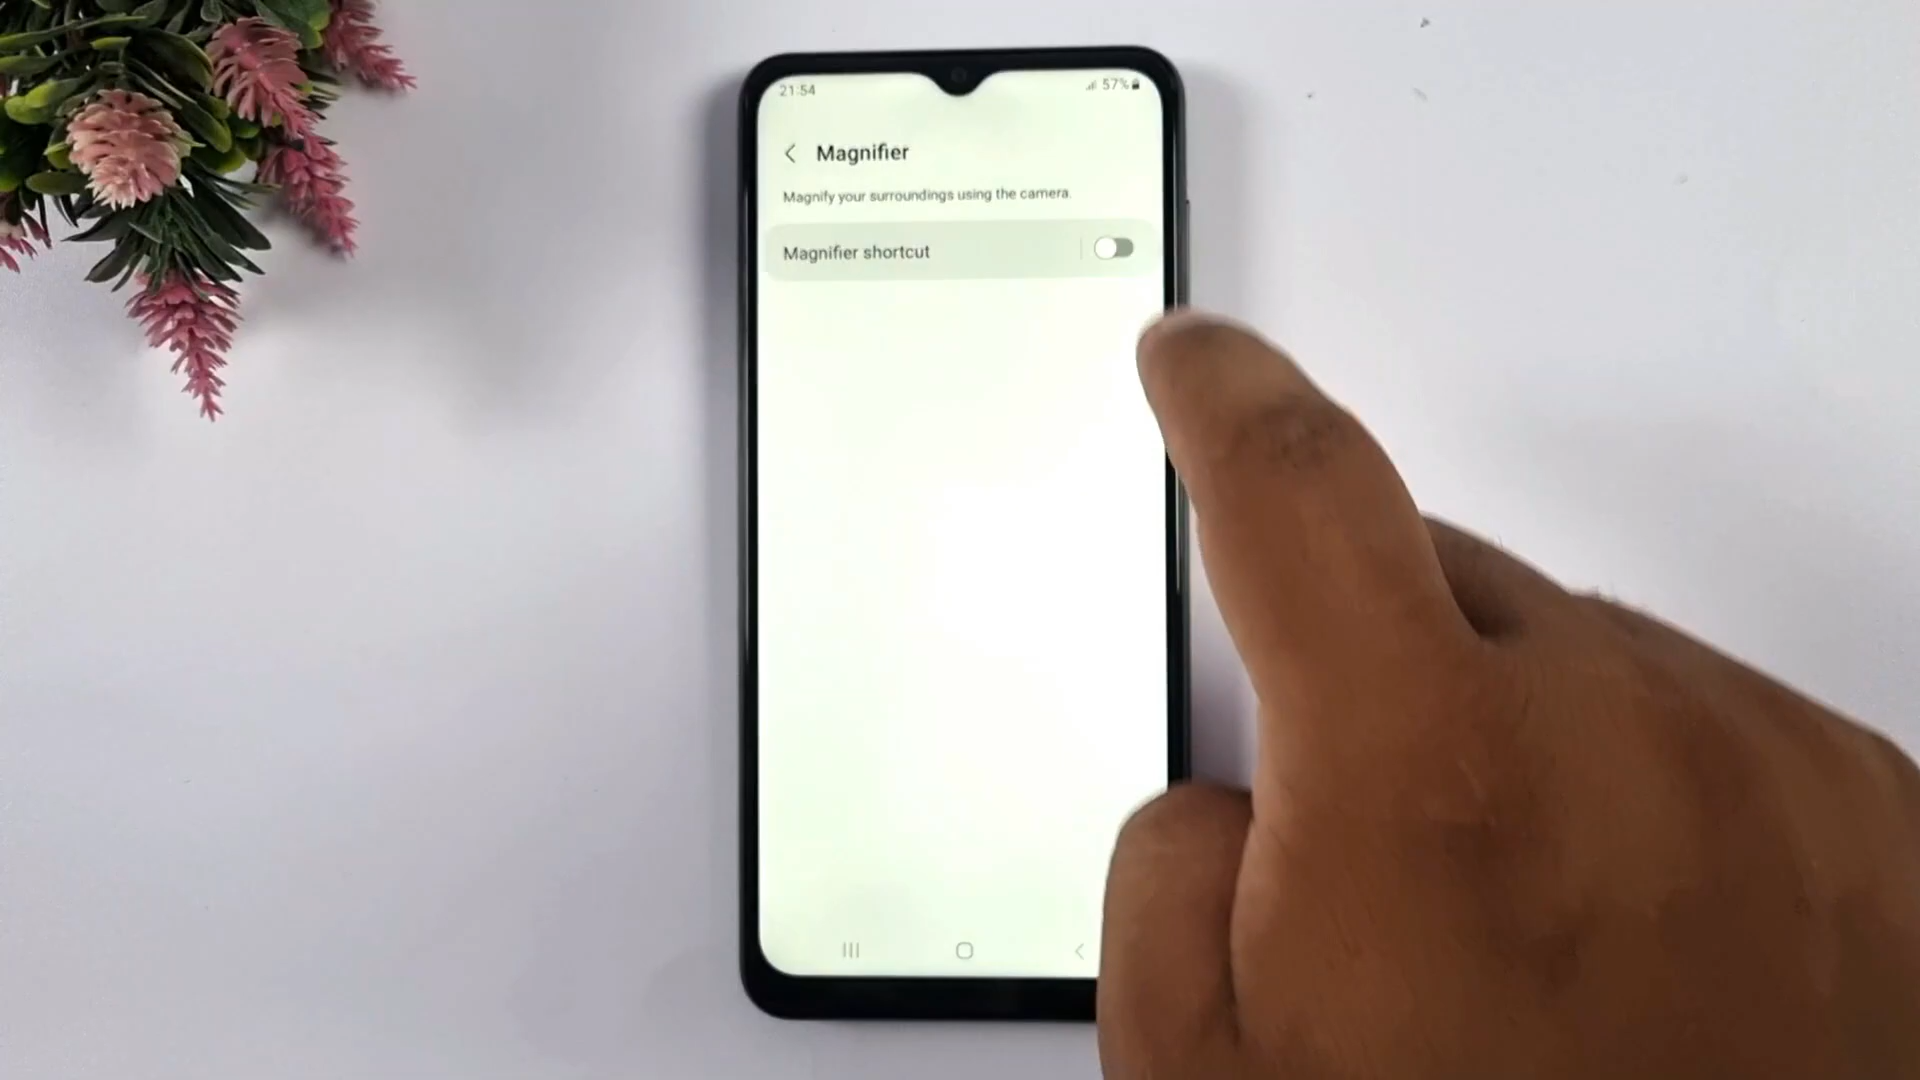 21:54
57%
Magnifier
Magnify your surroundings using the camera.
Magnifier shortcut